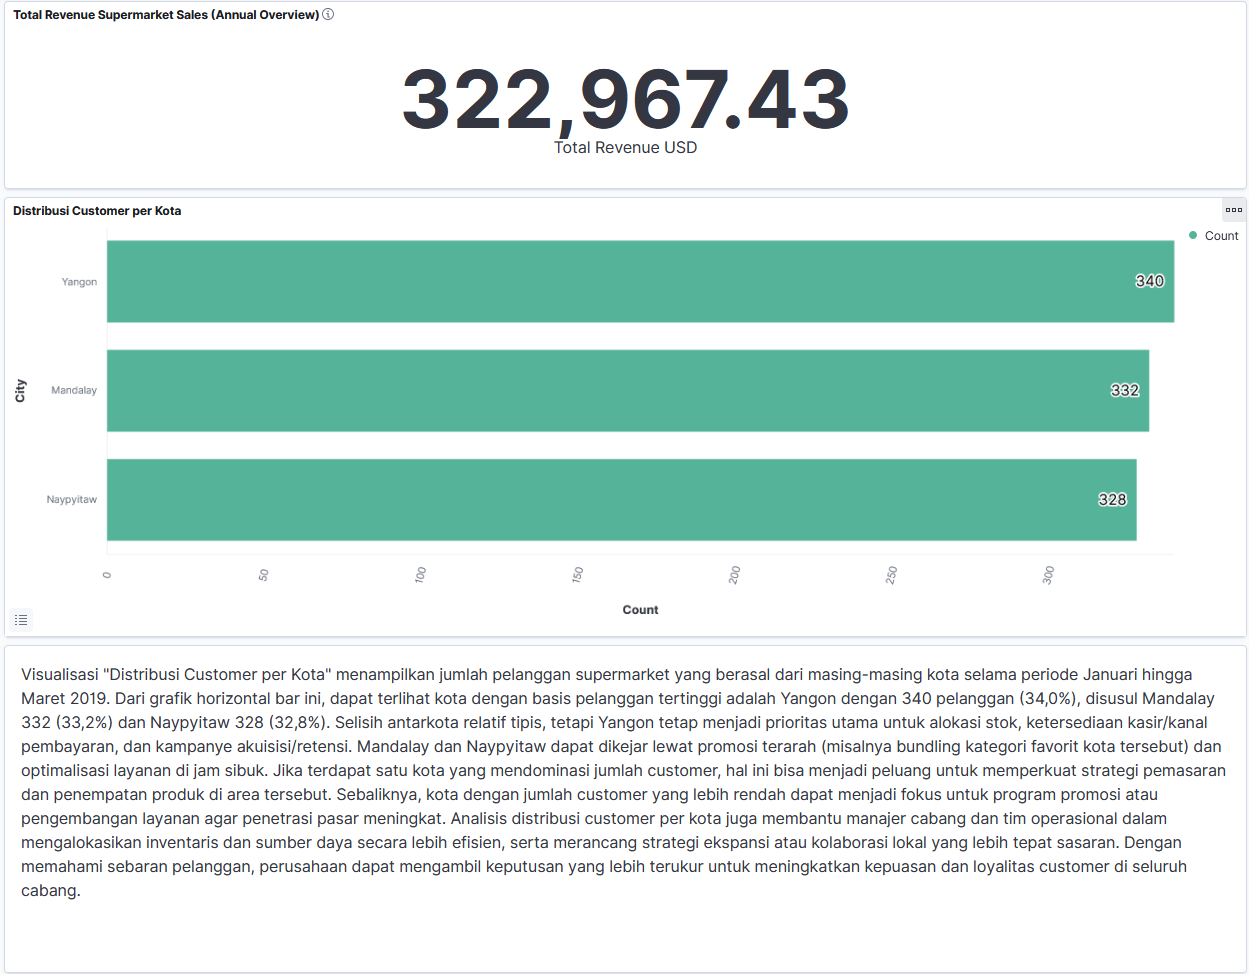 Total Revenue Supermarket Sales (Annual Overview)
322,967.43
Total Revenue USD
Distribusi Customer per Kota
Count
Yangon
340
Mandalay
332
Naypyitaw
328
City
0
50
100
150
200
250
300
Count
Visualisasi "Distribusi Customer per Kota" menampilkan jumlah pelanggan supermarket yang berasal dari masing-masing kota selama periode Januari hingga
Maret 2019. Dari grafik horizontal bar ini, dapat terlihat kota dengan basis pelanggan tertinggi adalah Yangon dengan 340 pelanggan (34,0%), disusul Mandalay
332 (33,2%) dan Naypyitaw 328 (32,8%). Selisih antarkota relatif tipis, tetapi Yangon tetap menjadi prioritas utama untuk alokasi stok, ketersediaan kasir/kanal
pembayaran, dan kampanye akuisisi/retensi. Mandalay dan Naypyitaw dapat dikejar lewat promosi terarah (misalnya bundling kategori favorit kota tersebut) dan
optimalisasi layanan di jam sibuk. Jika terdapat satu kota yang mendominasi jumlah customer, hal ini bisa menjadi peluang untuk memperkuat strategi pemasaran
dan penempatan produk di area tersebut. Sebaliknya, kota dengan jumlah customer yang lebih rendah dapat menjadi fokus untuk program promosi atau
pengembangan layanan agar penetrasi pasar meningkat. Analisis distribusi customer per kota juga membantu manajer cabang dan tim operasional dalam
mengalokasikan inventaris dan sumber daya secara lebih efisien, serta merancang strategi ekspansi atau kolaborasi lokal yang lebih tepat sasaran. Dengan
memahami sebaran pelanggan, perusahaan dapat mengambil keputusan yang lebih terukur untuk meningkatkan kepuasan dan loyalitas customer di seluruh
cabang.